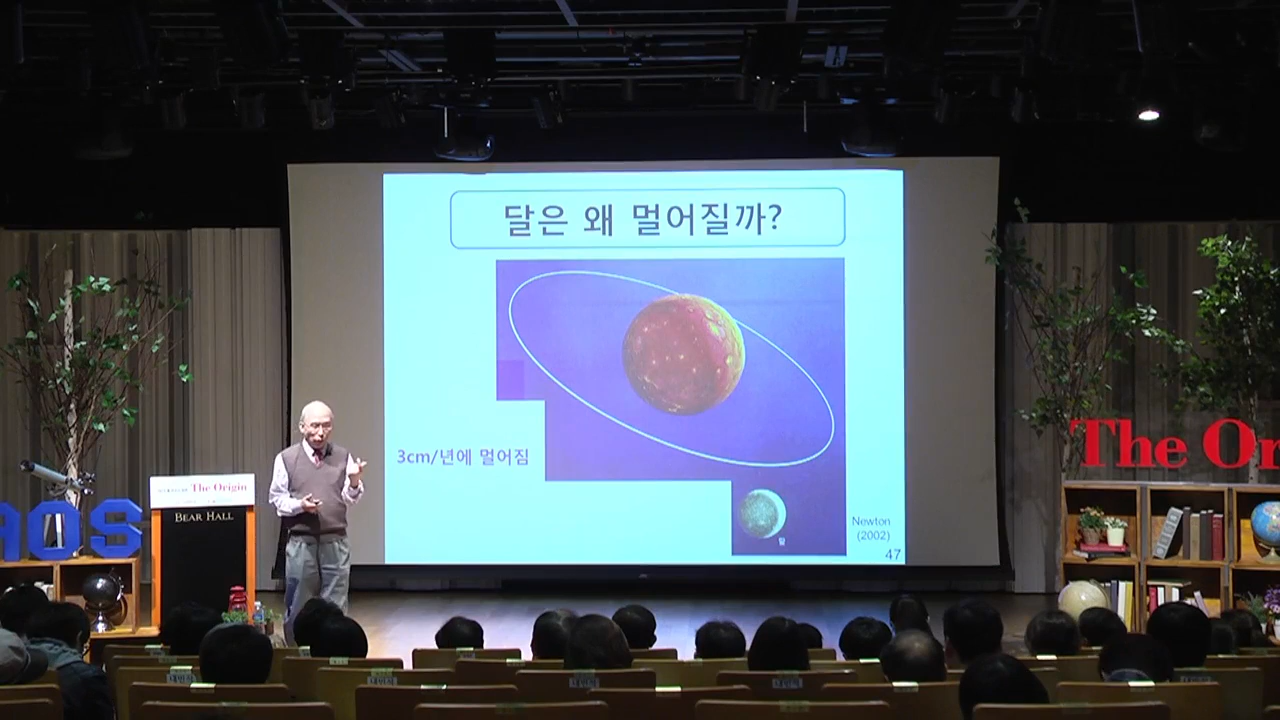 달은 왜 멀어질까?
3cm/년에 멀어짐
달
Newton
(2002)
47
The Origin
BEAR HALL
AOS
The Ori